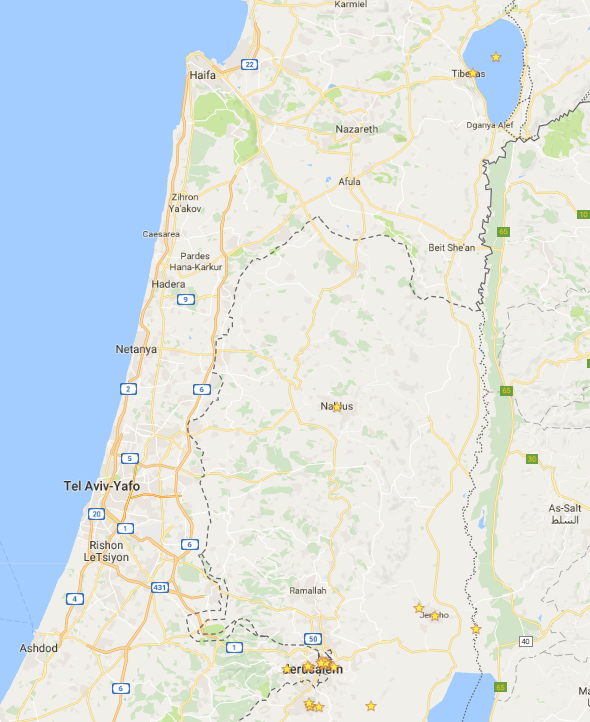 Karmiel
22
Haifa
Tiberias
Dganya Alef
Nazareth
Afula
Zihron
Ya'akov
10
65
Caesarea
Beit She'an
Pardes
Hana-Karkur
Hadera
9
Netanya
2
6
65
Nablus
5
30
Tel Aviv-Yafo
20
1
As-Salt
السلط
6
Rishon
LeTsiyon
431
4
Ramallah
Jericho
50
40
Ashdod
1
Jerusalem
6
65
Ma